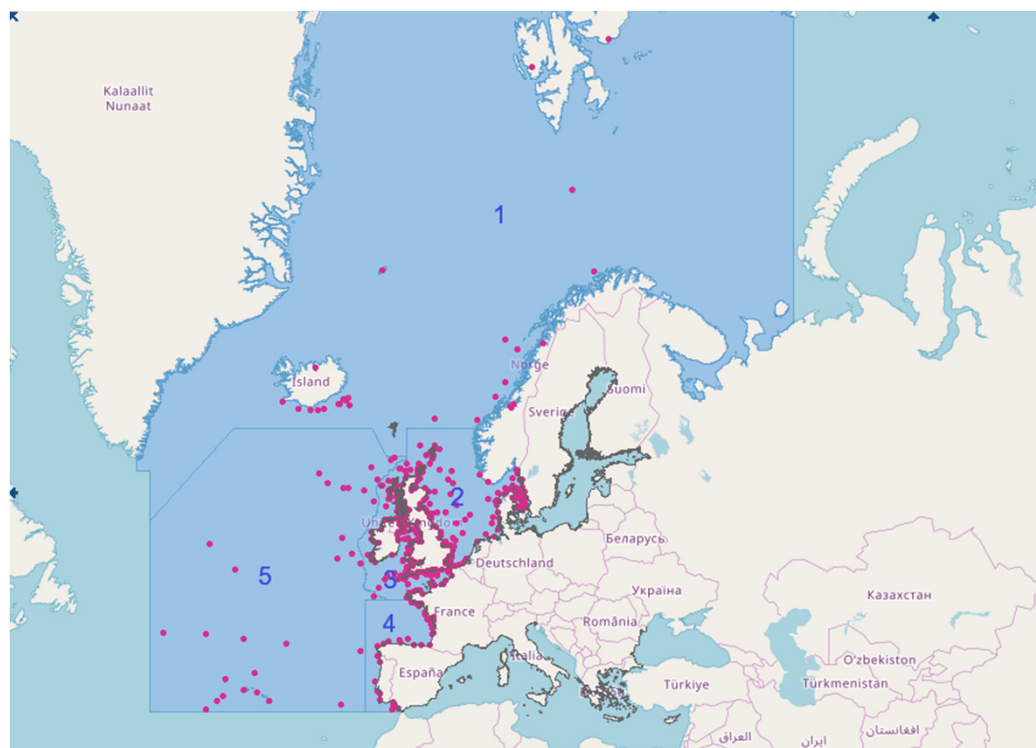 Kalaallit
Nunaat
1
Norge
Ísland
Suomi
Sverige
2
United Kingdom
Беларусь
Deutschland
5
3
Україна
Казахстан
France
4
România
Italia
O'zbekiston
España
Türkiye
Türkmenistan
افغانستان
العراق
ایران